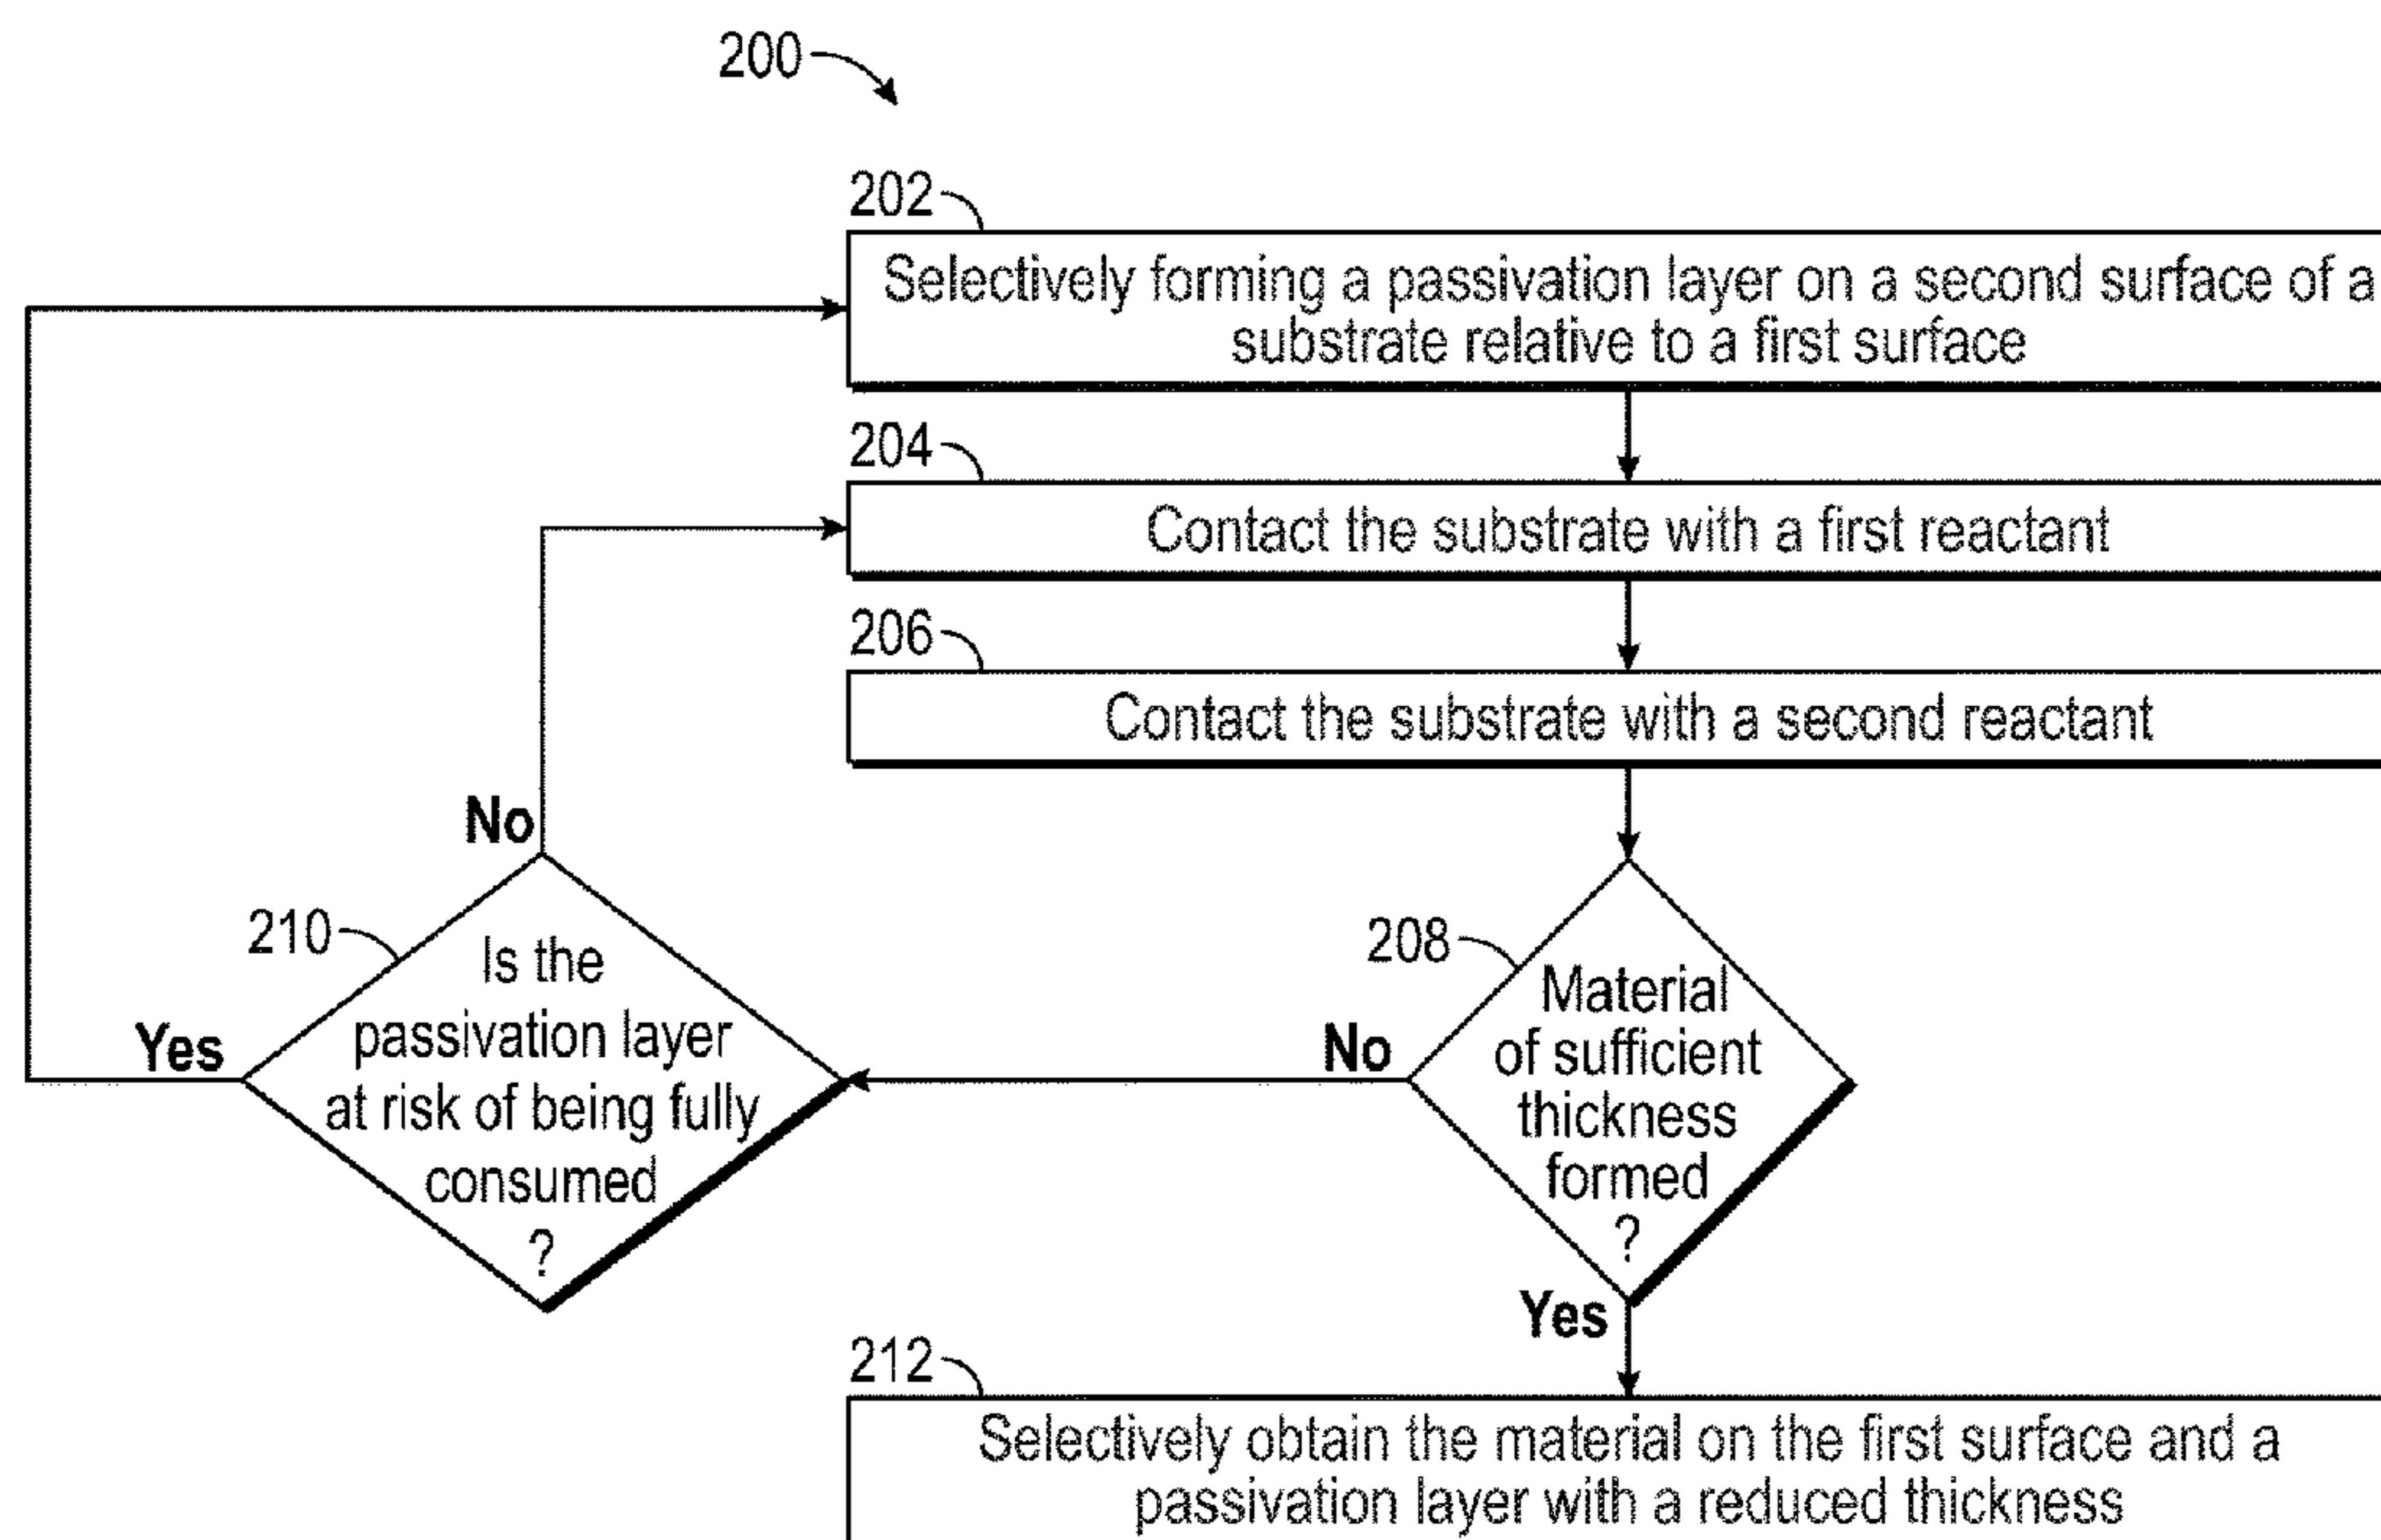 200
202
Selectively forming a passivation layer on a second surface of a
substrate relative to a first surface
204
Contact the substrate with a first reactant
206
Contact the substrate with a second reactant
No
210
Is the
passivation layer
at risk of being fully
consumed
?
Yes
208
Material
of sufficient
thickness
formed
?
No
Yes
212
Selectively obtain the material on the first surface and a
passivation layer with a reduced thickness